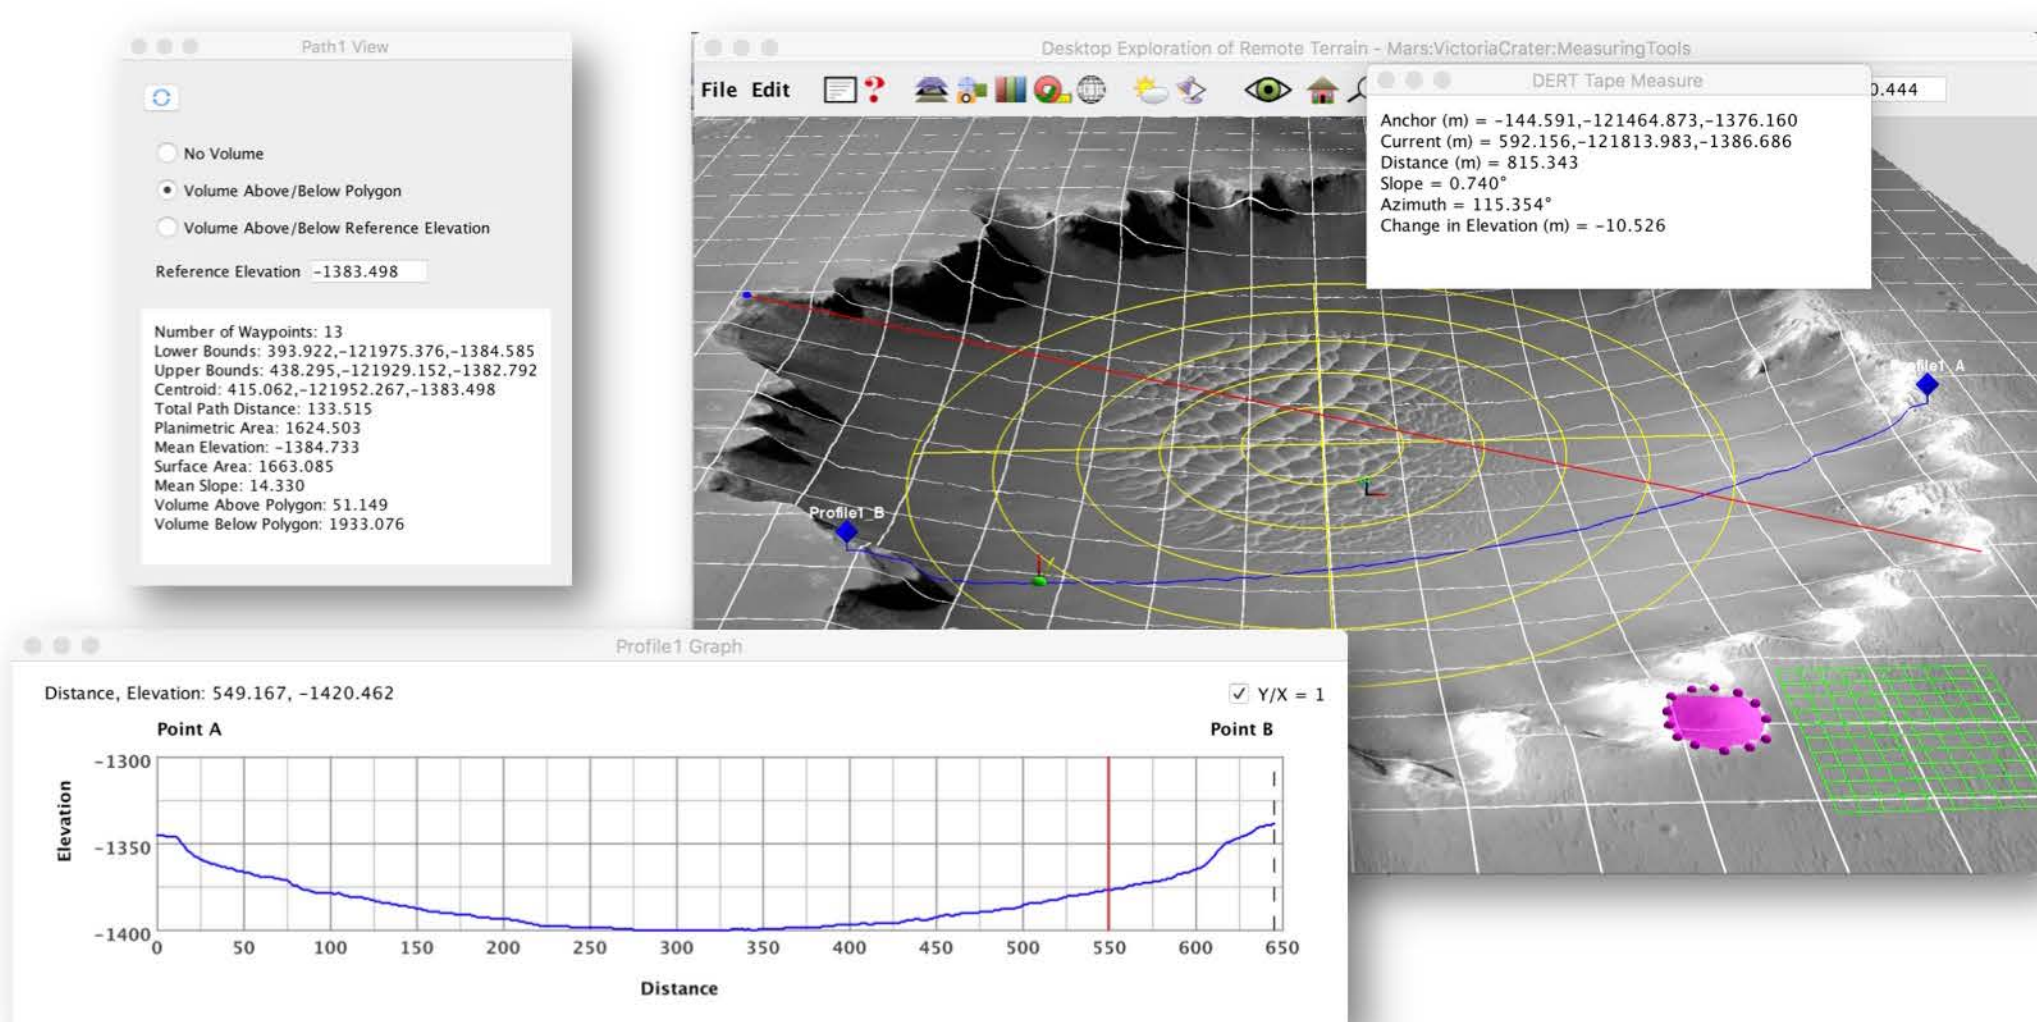 Path1 View
No Volume
Volume Above/Below Polygon
Volume Above/Below Reference Elevation
Reference Elevation -1383.498
Number of Waypoints: 13
Lower Bounds: 393.922,-121975.376,-1384.585
Upper Bounds: 438.295,-121929.152,-1382.792
Centroid: 415.062,-121952.267,-1383.498
Total Path Distance: 133.515
Planimetric Area: 1624.503
Mean Elevation: -1384.733
Surface Area: 1663.085
Mean Slope: 14.330
Volume Above Polygon: 51.149
Volume Below Polygon: 1933.076
Desktop Exploration of Remote Terrain - Mars:VictoriaCrater:MeasuringTools
File Edit
0.444
DERT Tape Measure
Anchor (m) = -144.591,-121464.873,-1376.160
Current (m) = 592.156,-121813.983,-1386.686
Distance (m) = 815.343
Slope = 0.740°
Azimuth = 115.354°
Change in Elevation (m) = -10.526
Profile1_A
Profile1_B
Profile1 Graph
Distance, Elevation: 549.167, -1420.462
Y/X = 1
Point A
Point B
Elevation
-1300
-1350
-1400
0 50 100 150 200 250 300 350 400 450 500 550 600 650
Distance